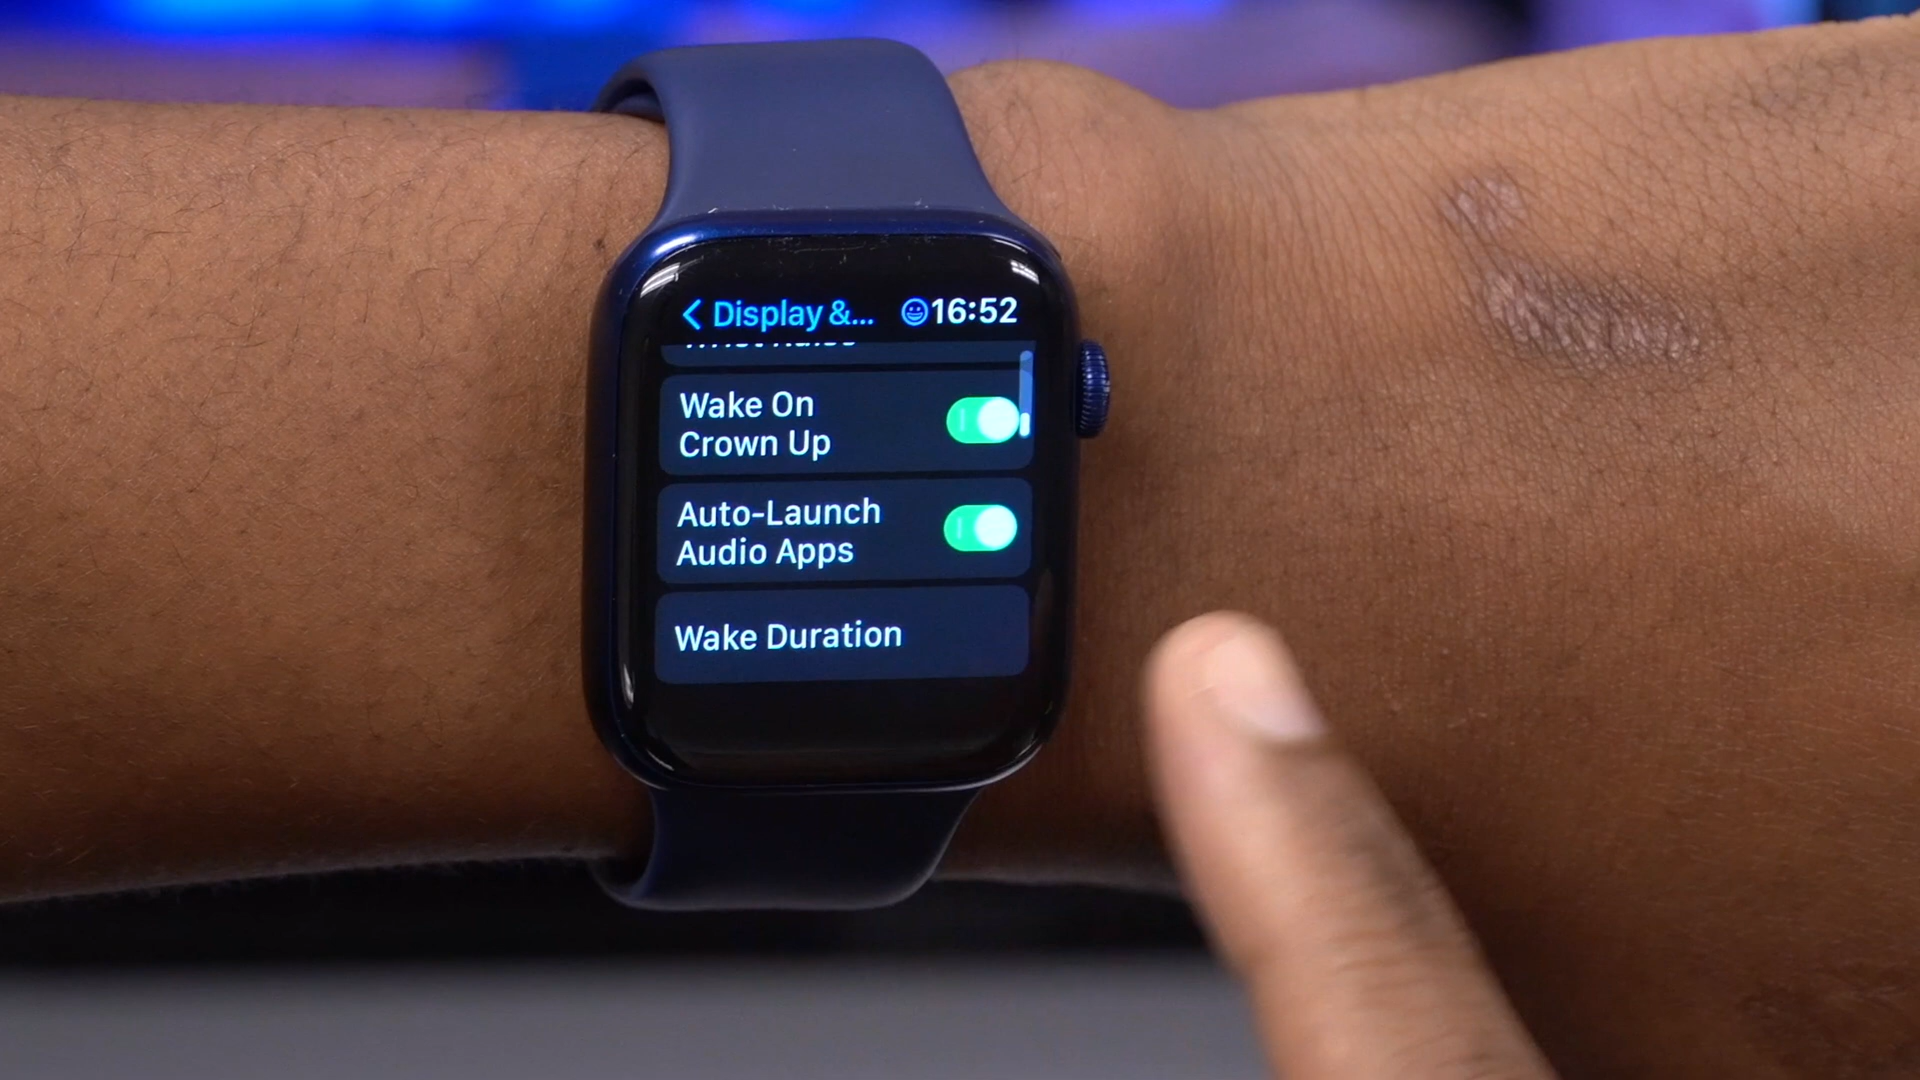 Display &...
16:52
Wake On
Crown Up
Auto-Launch
Audio Apps
Wake Duration